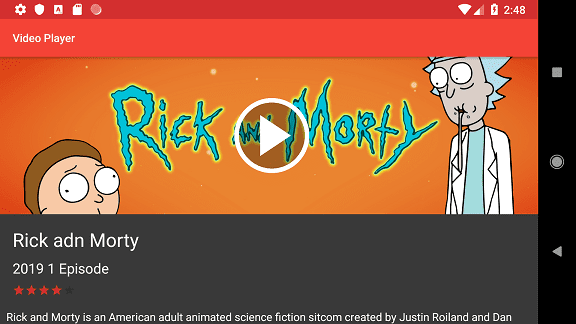 2:48
Video Player
Rick and Morty
Rick adn Morty
2019 1 Episode
Rick and Morty is an American adult animated science fiction sitcom created by Justin Roiland and Dan